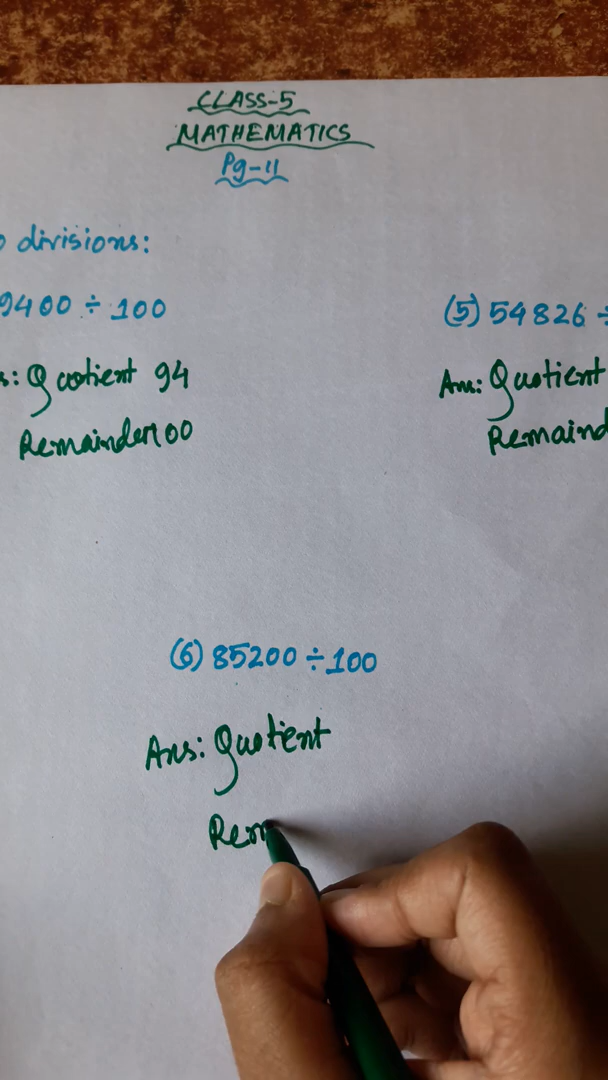 CLASS-5
MATHEMATICS
Pg-11
divisions:
9400 ÷ 100
(5) 54826 ÷
s: Quotient 94
Ans: Quotient
Remainder 00
Remaind
(6) 85200 ÷ 100
Ans: Quotient
Rem